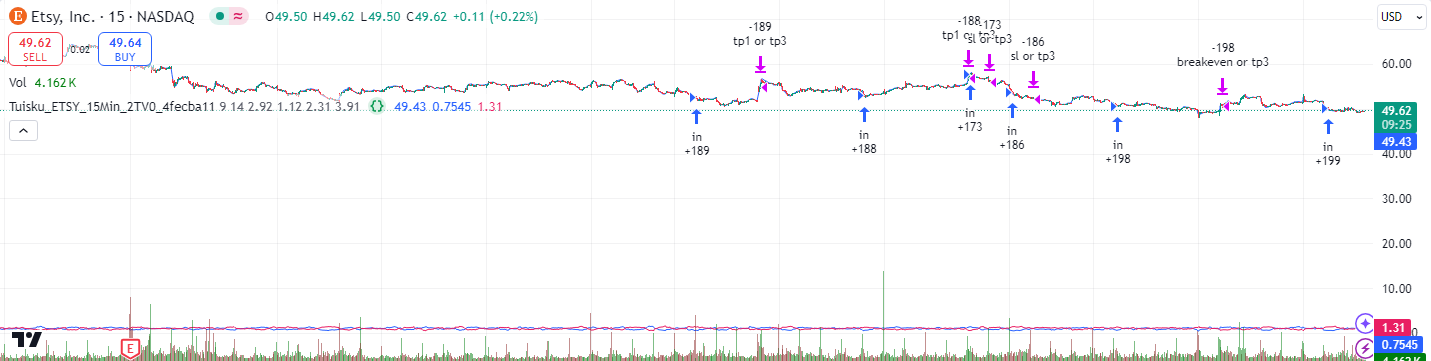 E Etsy, Inc. · 15 · NASDAQ O49.50 H49.62 L49.50 C49.62 +0.11 (+0.22%)
USD
49.62
SELL
0.02
49.64
BUY
Vol 4.162 K
Tuisku_ETSY_15Min_2TV0_4fecba11 9.14 2.92 1.12 2.31 3.91 {} 49.43 0.7545 1.31
-189
tp1 or tp3
-188
tp1 or tp3
-173
sl or tp3
-186
sl or tp3
-198
breakeven or tp3
in
+189
in
+188
in
+173
in
+186
in
+198
in
+199
60.00
49.62
09:25
49.43
40.00
30.00
20.00
10.00
1.31
0.7545
4.162 K
E